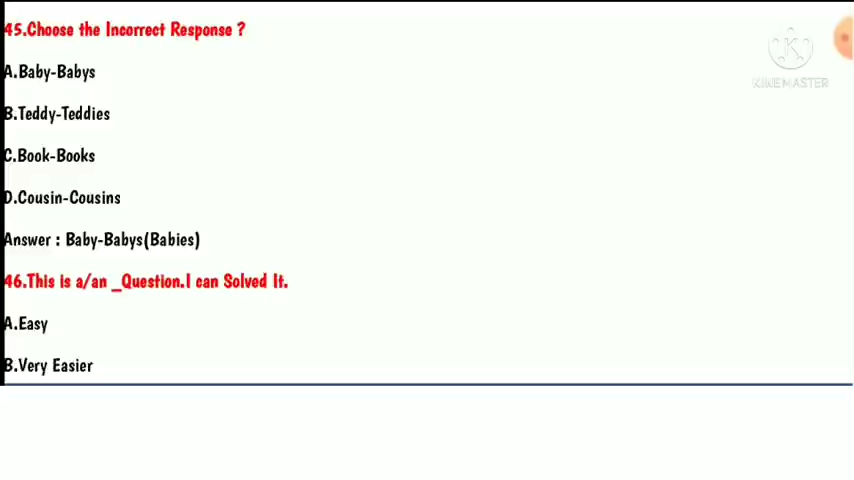 45.Choose the Incorrect Response ?
A.Baby-Babys
B.Teddy-Teddies
C.Book-Books
D.Cousin-Cousins
Answer : Baby-Babys(Babies)
46.This is a/an _Question.I can Solved It.
A.Easy
B.Very Easier
KINEMASTER